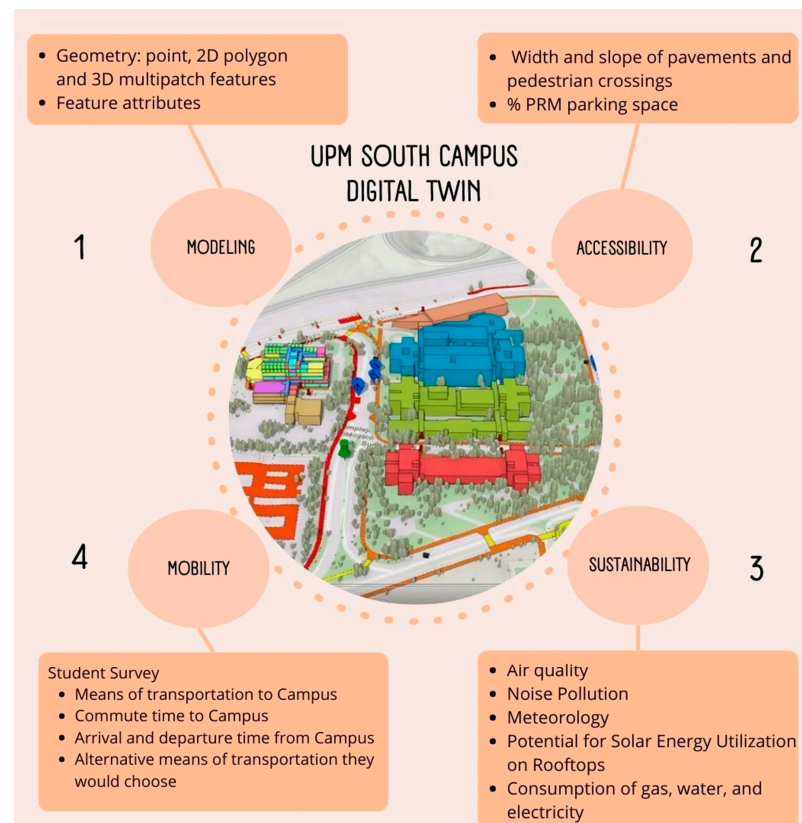 • Geometry: point, 2D polygon
and 3D multipatch features
• Feature attributes
• Width and slope of pavements and
pedestrian crossings
• % PRM parking space
UPM SOUTH CAMPUS
DIGITAL TWIN
1
MODELING
ACCESSIBILITY
2
4
MOBILITY
SUSTAINABILITY
3
Student Survey
• Means of transportation to Campus
• Commute time to Campus
• Arrival and departure time from Campus
• Alternative means of transportation they
would choose
• Air quality
• Noise Pollution
• Meteorology
• Potential for Solar Energy Utilization
on Rooftops
• Consumption of gas, water, and
electricity